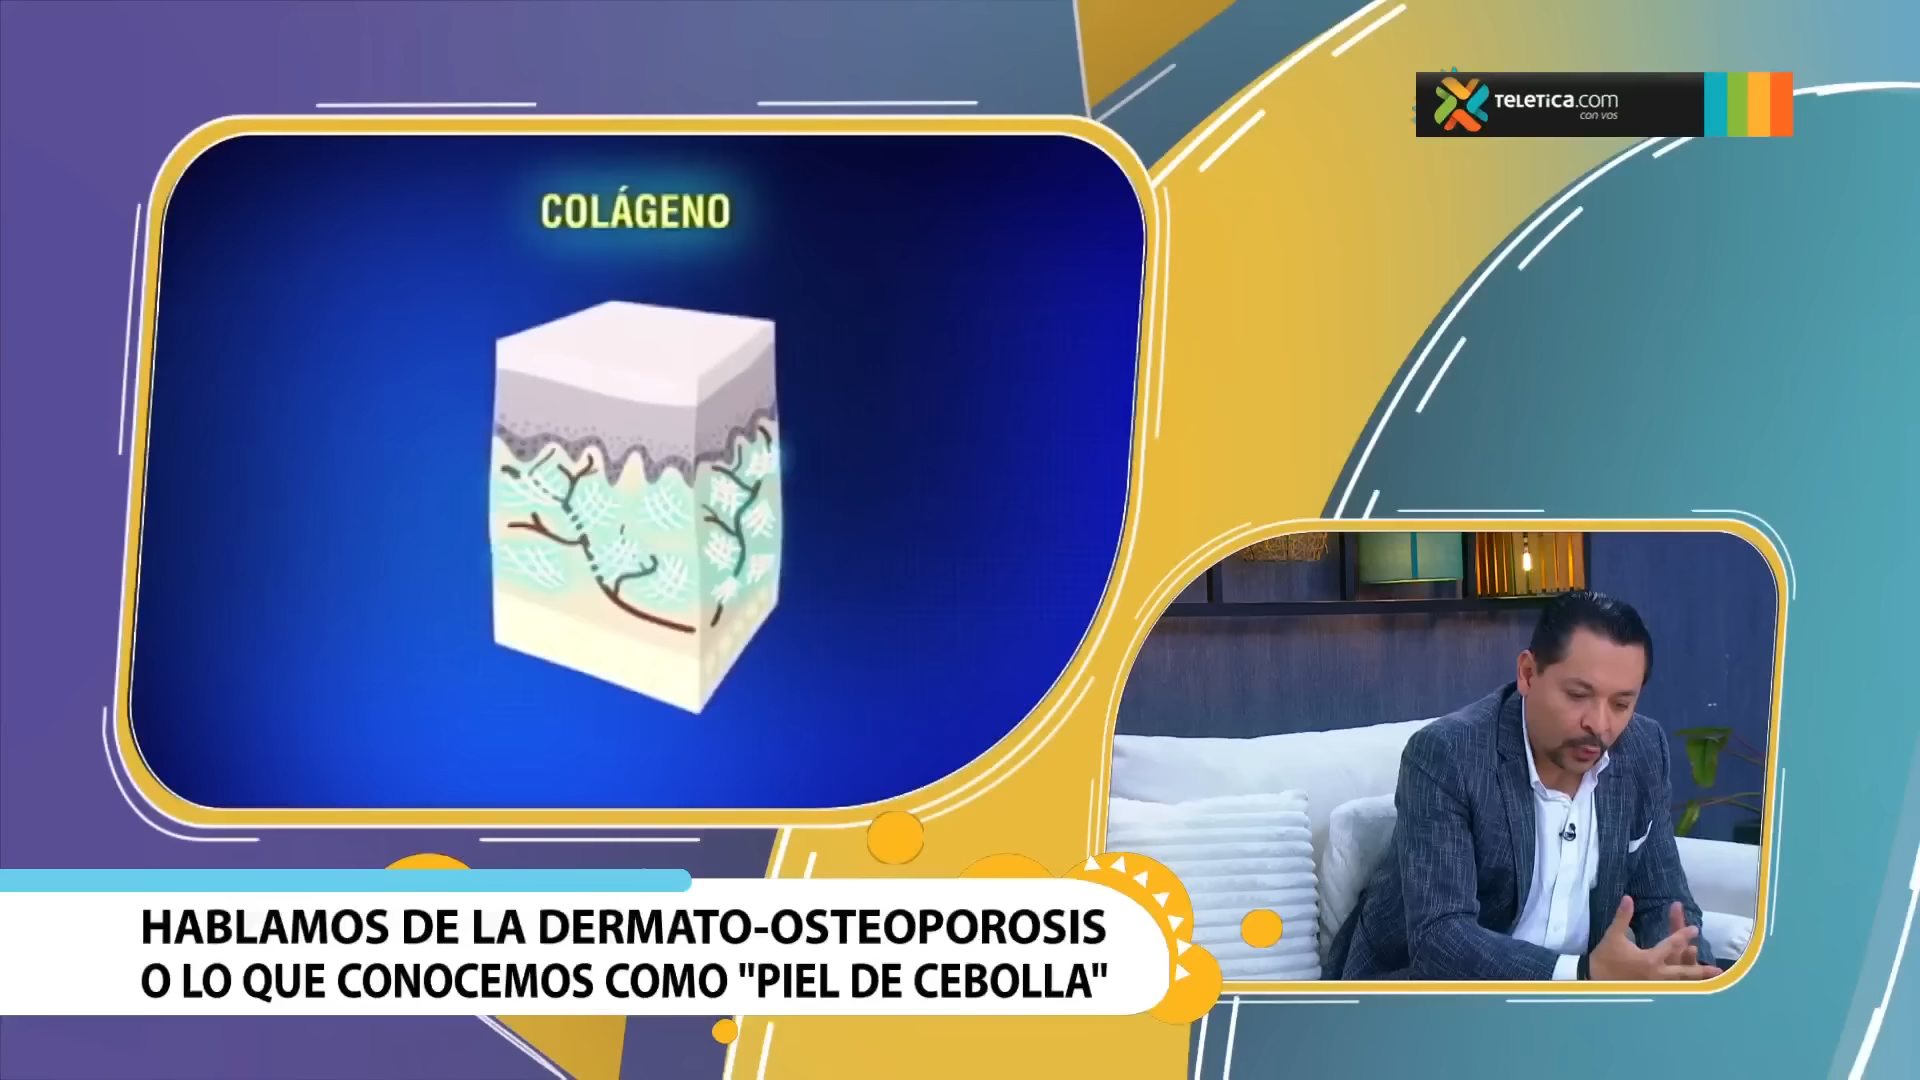 TELETICA.COM
con vos
COLÁGENO
HABLAMOS DE LA DERMATO-OSTEOPOROSIS
O LO QUE CONOCEMOS COMO "PIEL DE CEBOLLA"